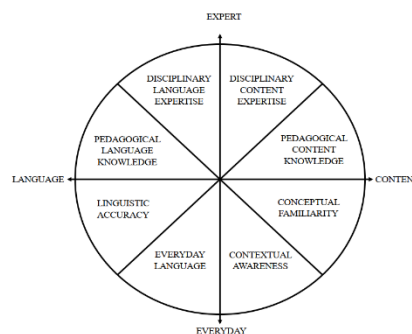 EXPERT
DISCIPLINARY
LANGUAGE
EXPERTISE
DISCIPLINARY
CONTENT
EXPERTISE
PEDAGOGICAL
LANGUAGE
KNOWLEDGE
PEDAGOGICAL
CONTENT
KNOWLEDGE
LANGUAGE
CONTEN
LINGUISTIC
ACCURACY
CONCEPTUAL
FAMILIARITY
EVERYDAY
LANGUAGE
CONTEXTUAL
AWARENESS
EVERYDAY